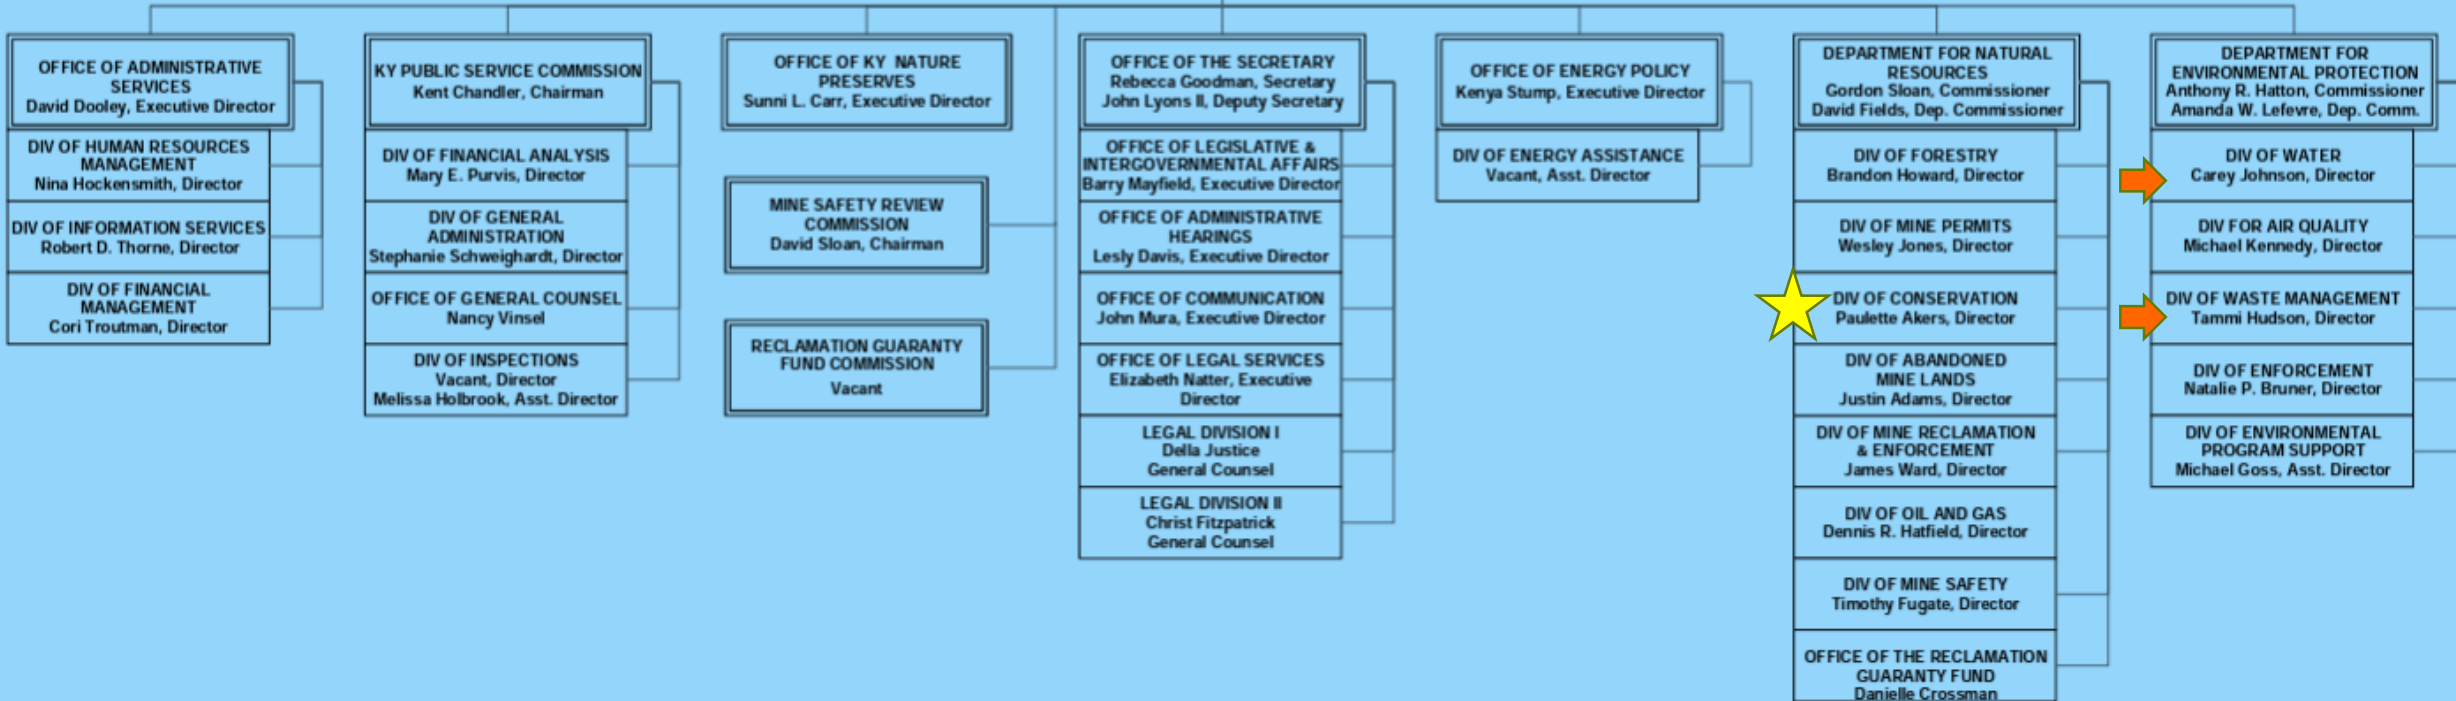 OFFICE OF ADMINISTRATIVE
SERVICES
David Dooley, Executive Director
DIV OF HUMAN RESOURCES
MANAGEMENT
Nina Hockensmith, Director
DIV OF INFORMATION SERVICES
Robert D. Thorne, Director
DIV OF FINANCIAL
MANAGEMENT
Cori Troutman, Director
KY PUBLIC SERVICE COMMISSION
Kent Chandler, Chairman
DIV OF FINANCIAL ANALYSIS
Mary E. Purvis, Director
DIV OF GENERAL
ADMINISTRATION
Stephanie Schweighardt, Director
OFFICE OF GENERAL COUNSEL
Nancy Vinsel
DIV OF INSPECTIONS
Vacant, Director
Melissa Holbrook, Asst. Director
OFFICE OF KY NATURE
PRESERVES
Sunni L. Carr, Executive Director
MINE SAFETY REVIEW
COMMISSION
David Sloan, Chairman
RECLAMATION GUARANTY
FUND COMMISSION
Vacant
OFFICE OF THE SECRETARY
Rebecca Goodman, Secretary
John Lyons II, Deputy Secretary
OFFICE OF LEGISLATIVE &
INTERGOVERNMENTAL AFFAIRS
Barry Mayfield, Executive Director
OFFICE OF ADMINISTRATIVE
HEARINGS
Lesly Davis, Executive Director
OFFICE OF COMMUNICATION
John Mura, Executive Director
OFFICE OF LEGAL SERVICES
Elizabeth Natter, Executive
Director
LEGAL DIVISION I
Della Justice
General Counsel
LEGAL DIVISION II
Christ Fitzpatrick
General Counsel
OFFICE OF ENERGY POLICY
Kenya Stump, Executive Director
DIV OF ENERGY ASSISTANCE
Vacant, Asst. Director
DEPARTMENT FOR NATURAL
RESOURCES
Gordon Sloan, Commissioner
David Fields, Dep. Commissioner
DIV OF FORESTRY
Brandon Howard, Director
DIV OF MINE PERMITS
Wesley Jones, Director
DIV OF CONSERVATION
Paulette Akers, Director
DIV OF ABANDONED
MINE LANDS
Justin Adams, Director
DIV OF MINE RECLAMATION
& ENFORCEMENT
James Ward, Director
DIV OF OIL AND GAS
Dennis R. Hatfield, Director
DIV OF MINE SAFETY
Timothy Fugate, Director
OFFICE OF THE RECLAMATION
GUARANTY FUND
Danielle Crossman
DEPARTMENT FOR
ENVIRONMENTAL PROTECTION
Anthony R. Hatton, Commissioner
Amanda W. Lefevre, Dep. Comm.
DIV OF WATER
Carey Johnson, Director
DIV FOR AIR QUALITY
Michael Kennedy, Director
DIV OF WASTE MANAGEMENT
Tammi Hudson, Director
DIV OF ENFORCEMENT
Natalie P. Bruner, Director
DIV OF ENVIRONMENTAL
PROGRAM SUPPORT
Michael Goss, Asst. Director